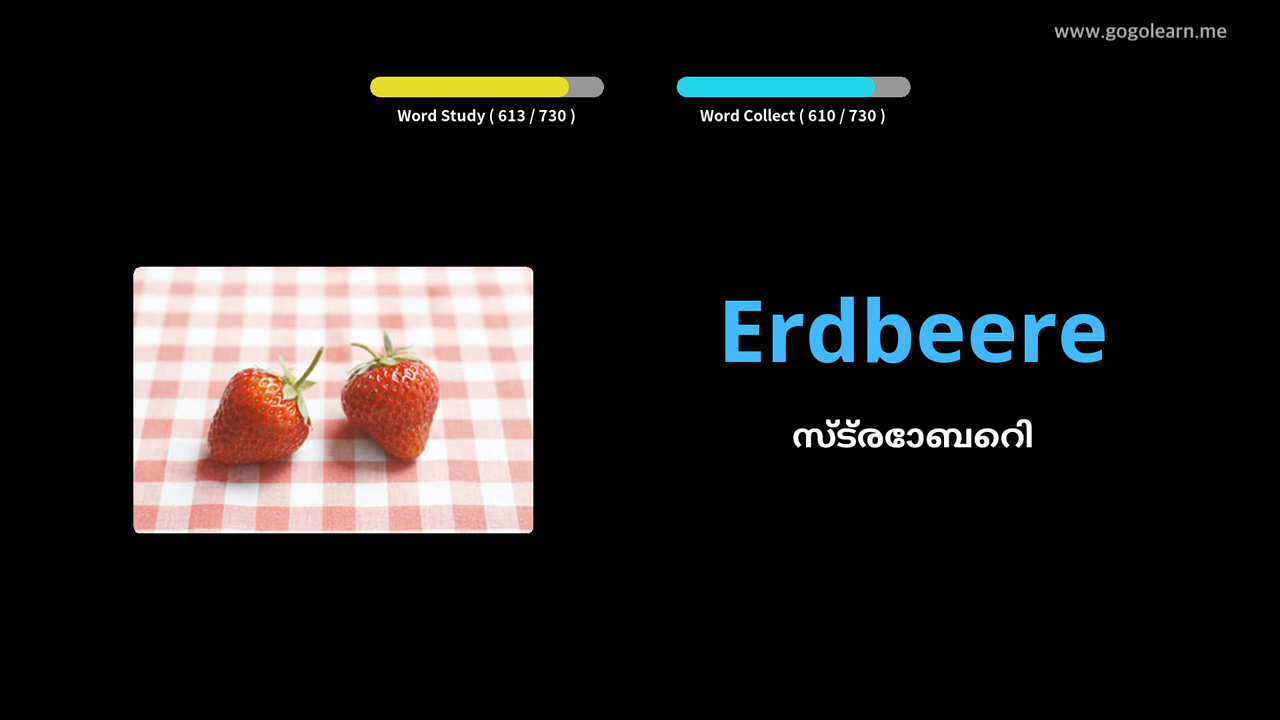 www.gogolearn.me
Word Study ( 613 / 730 )
Word Collect ( 610 / 730 )
Erdbeere
സ്ട്രോബെറി